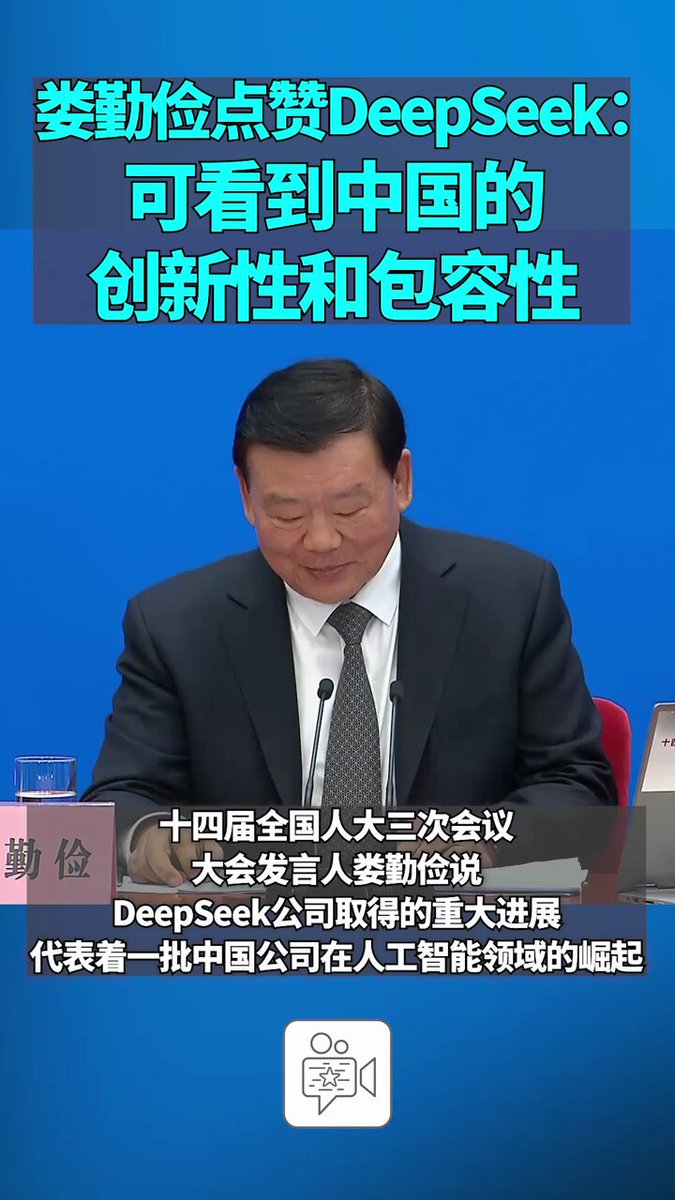 娄勤俭点赞DeepSeek:
可看到中国的
创新性和包容性
十四
勤俭
十四届全国人大三次会议
大会发言人娄勤俭说
DeepSeek公司取得的重大进展
代表着一批中国公司在人工智能领域的崛起